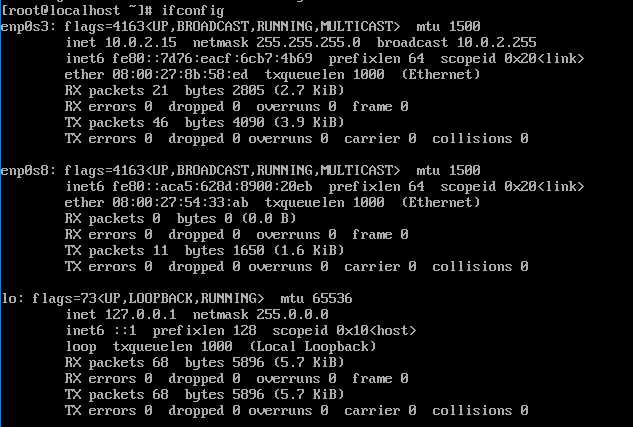 [root@localhost ~]# ifconfig
enp0s3: flags=4163<UP,BROADCAST,RUNNING,MULTICAST>  mtu 1500
        inet 10.0.2.15  netmask 255.255.255.0  broadcast 10.0.2.255
        inet6 fe80::7d76:eacf:6cb7:4b69  prefixlen 64  scopeid 0x20<link>
        ether 08:00:27:8b:58:ed  txqueuelen 1000  (Ethernet)
        RX packets 21  bytes 2805 (2.7 KiB)
        RX errors 0  dropped 0  overruns 0  frame 0
        TX packets 46  bytes 4090 (3.9 KiB)
        TX errors 0  dropped 0 overruns 0  carrier 0  collisions 0

enp0s8: flags=4163<UP,BROADCAST,RUNNING,MULTICAST>  mtu 1500
        inet6 fe80::aca5:628d:8900:20eb  prefixlen 64  scopeid 0x20<link>
        ether 08:00:27:54:33:ab  txqueuelen 1000  (Ethernet)
        RX packets 0  bytes 0 (0.0 B)
        RX errors 0  dropped 0  overruns 0  frame 0
        TX packets 11  bytes 1650 (1.6 KiB)
        TX errors 0  dropped 0 overruns 0  carrier 0  collisions 0

lo: flags=73<UP,LOOPBACK,RUNNING>  mtu 65536
        inet 127.0.0.1  netmask 255.0.0.0
        inet6 ::1  prefixlen 128  scopeid 0x10<host>
        loop  txqueuelen 1000  (Local Loopback)
        RX packets 68  bytes 5896 (5.7 KiB)
        RX errors 0  dropped 0  overruns 0  frame 0
        TX packets 68  bytes 5896 (5.7 KiB)
        TX errors 0  dropped 0 overruns 0  carrier 0  collisions 0